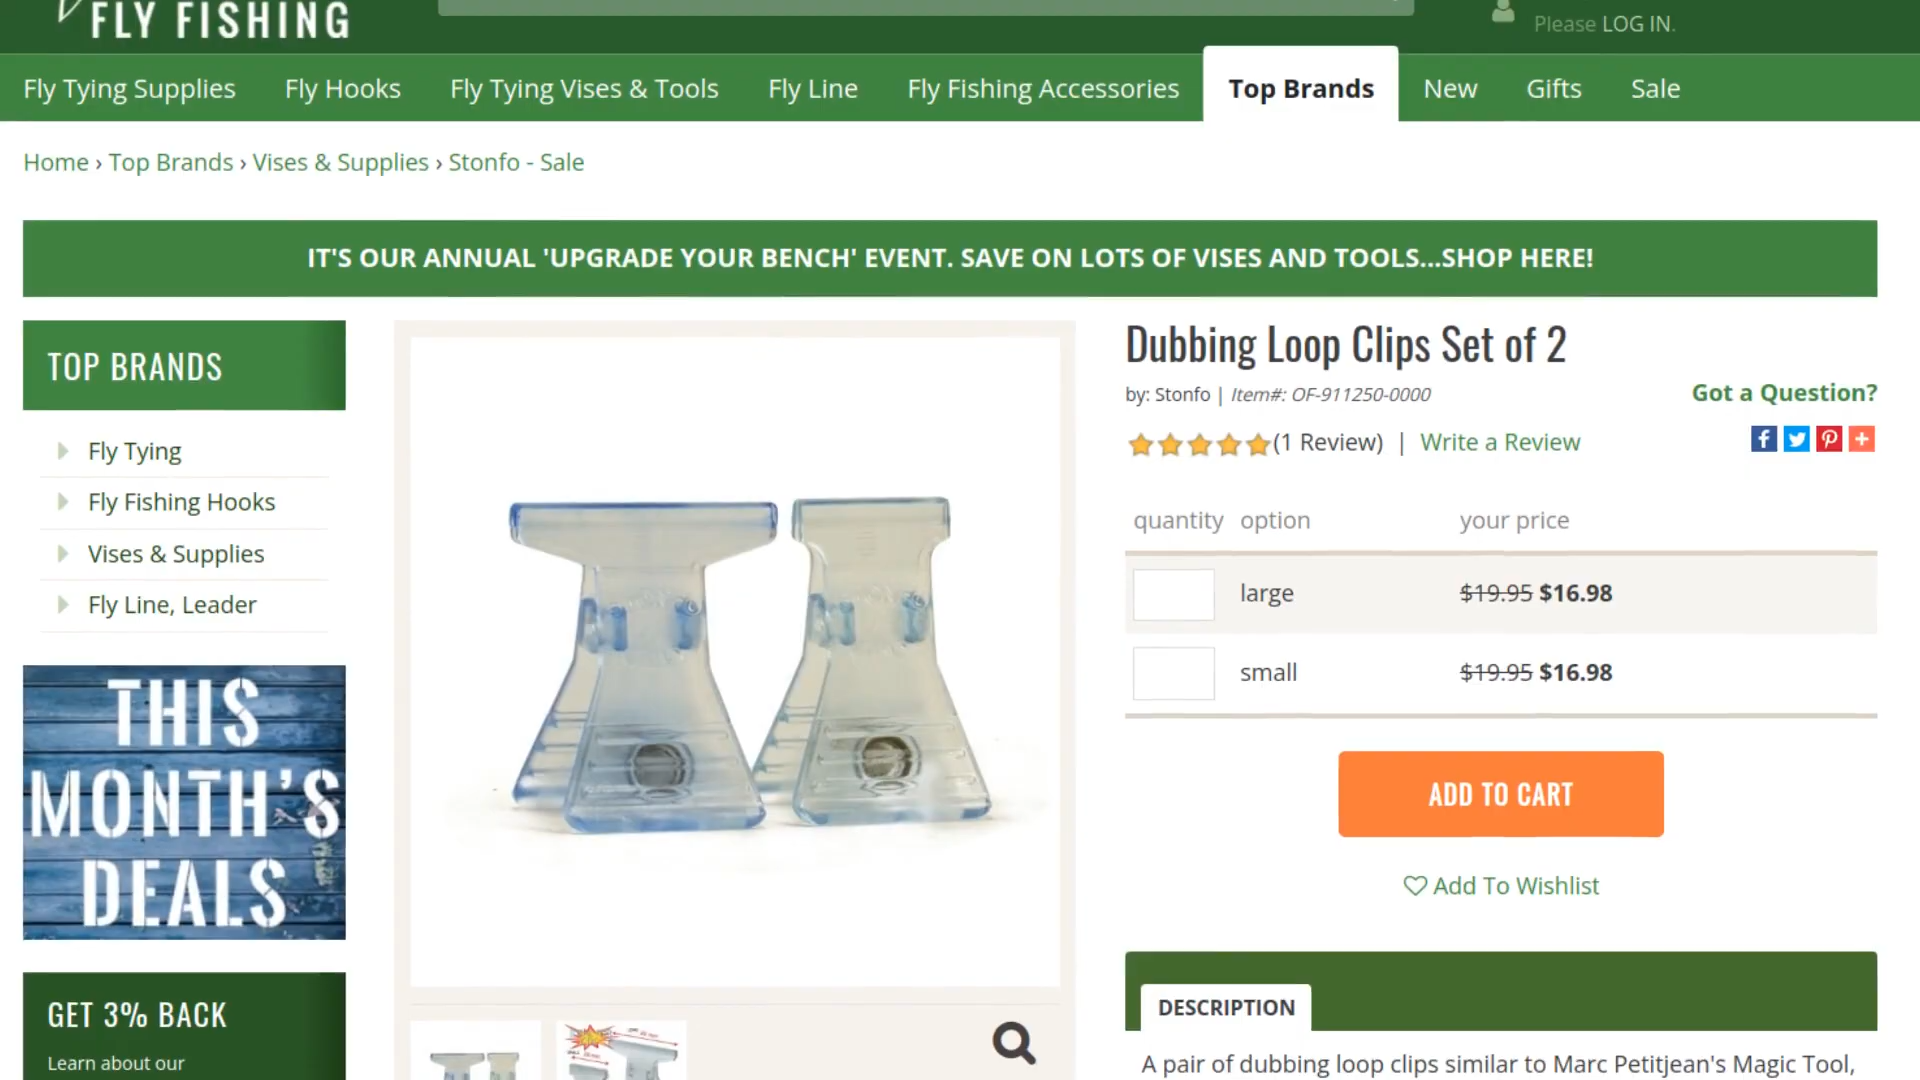 FLY FISHING
Please LOG IN.
Fly Tying Supplies
Fly Hooks
Fly Tying Vises & Tools
Fly Line
Fly Fishing Accessories
Top Brands
New
Gifts
Sale
Home › Top Brands › Vises & Supplies › Stonfo - Sale
IT'S OUR ANNUAL 'UPGRADE YOUR BENCH' EVENT. SAVE ON LOTS OF VISES AND TOOLS...SHOP HERE!
TOP BRANDS
Fly Tying
Fly Fishing Hooks
Vises & Supplies
Fly Line, Leader
THIS
MONTH'S
DEALS
GET 3% BACK
Learn about our
Dubbing Loop Clips Set of 2
by: Stonfo | Item#: OF-911250-0000
Got a Question?
(1 Review) | Write a Review
quantity option your price
large $19.95 $16.98
small $19.95 $16.98
ADD TO CART
Add To Wishlist
DESCRIPTION
A pair of dubbing loop clips similar to Marc Petitjean's Magic Tool,